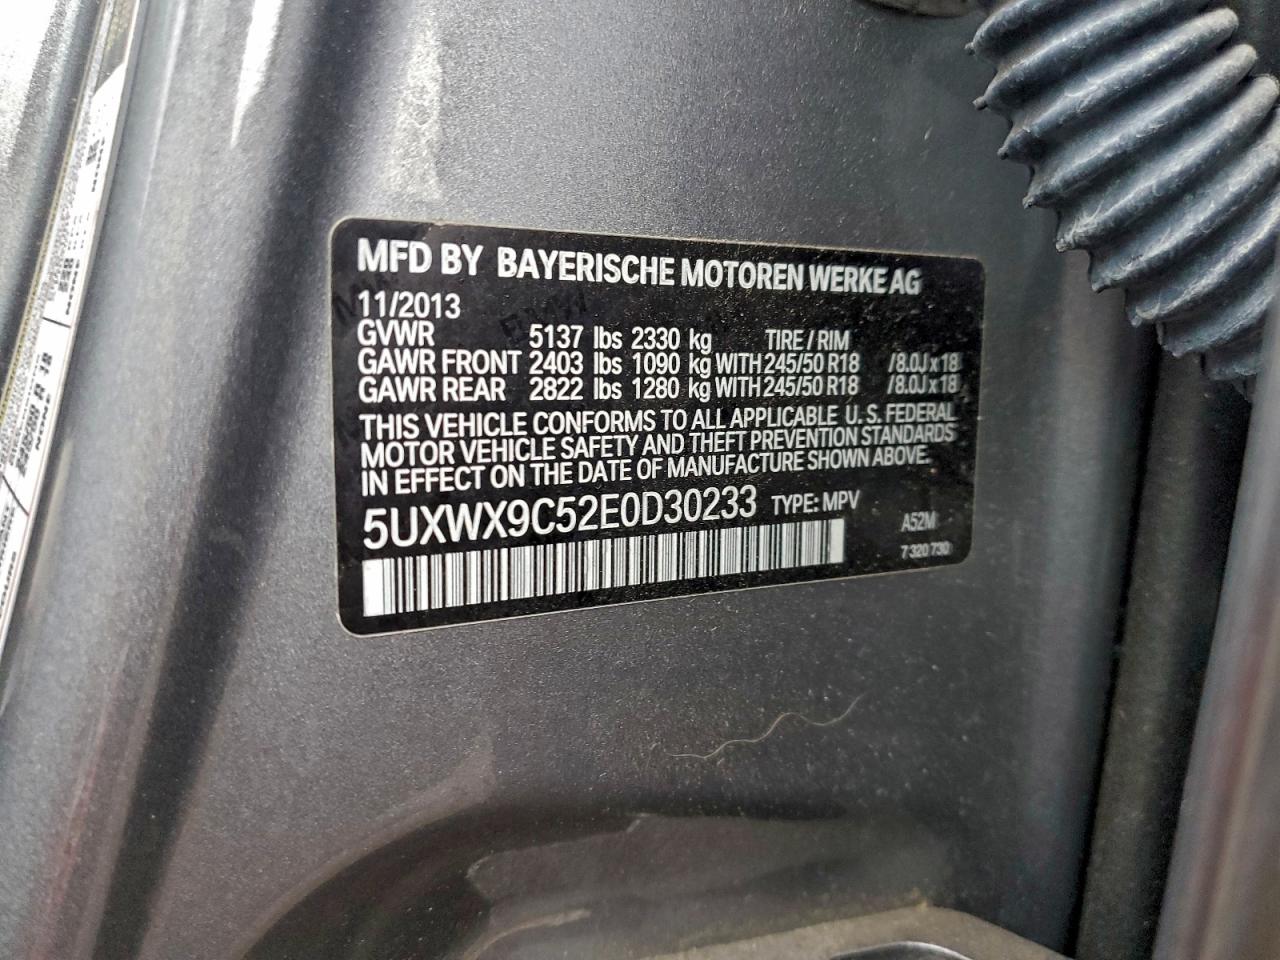 MFD BY BAYERISCHE MOTOREN WERKE AG
11/2013
GVWR 5137 lbs 2330 kg TIRE / RIM
GAWR FRONT 2403 lbs 1090 kg WITH 245/50 R18 /8.0J x 18
GAWR REAR 2822 lbs 1280 kg WITH 245/50 R18 /8.0J x 18
THIS VEHICLE CONFORMS TO ALL APPLICABLE U. S. FEDERAL
MOTOR VEHICLE SAFETY AND THEFT PREVENTION STANDARDS
IN EFFECT ON THE DATE OF MANUFACTURE SHOWN ABOVE.
5UXWX9C52E0D30233 TYPE: MPV
A52M
7 320 730